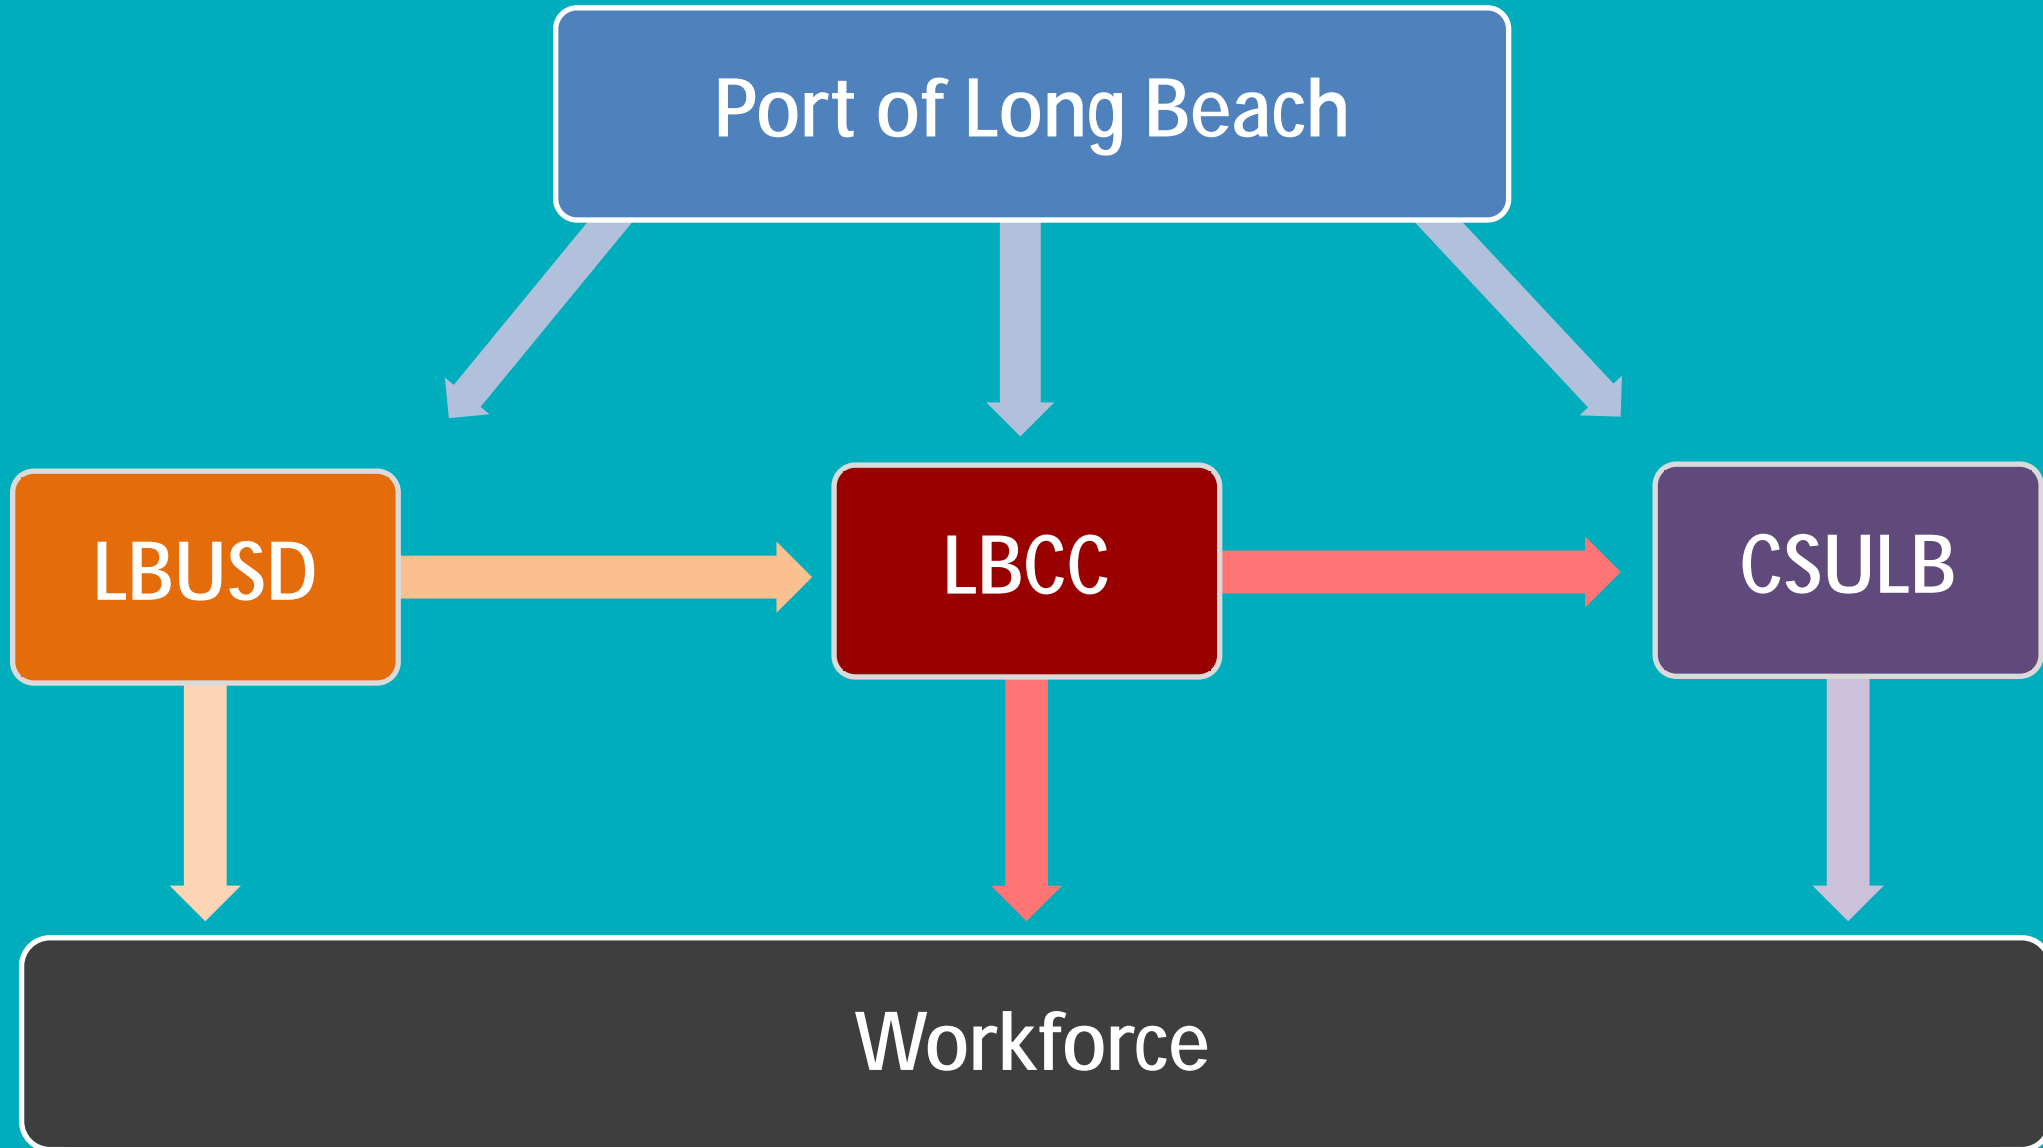 Port of Long Beach
LBUSD
LBCC
CSULB
Workforce